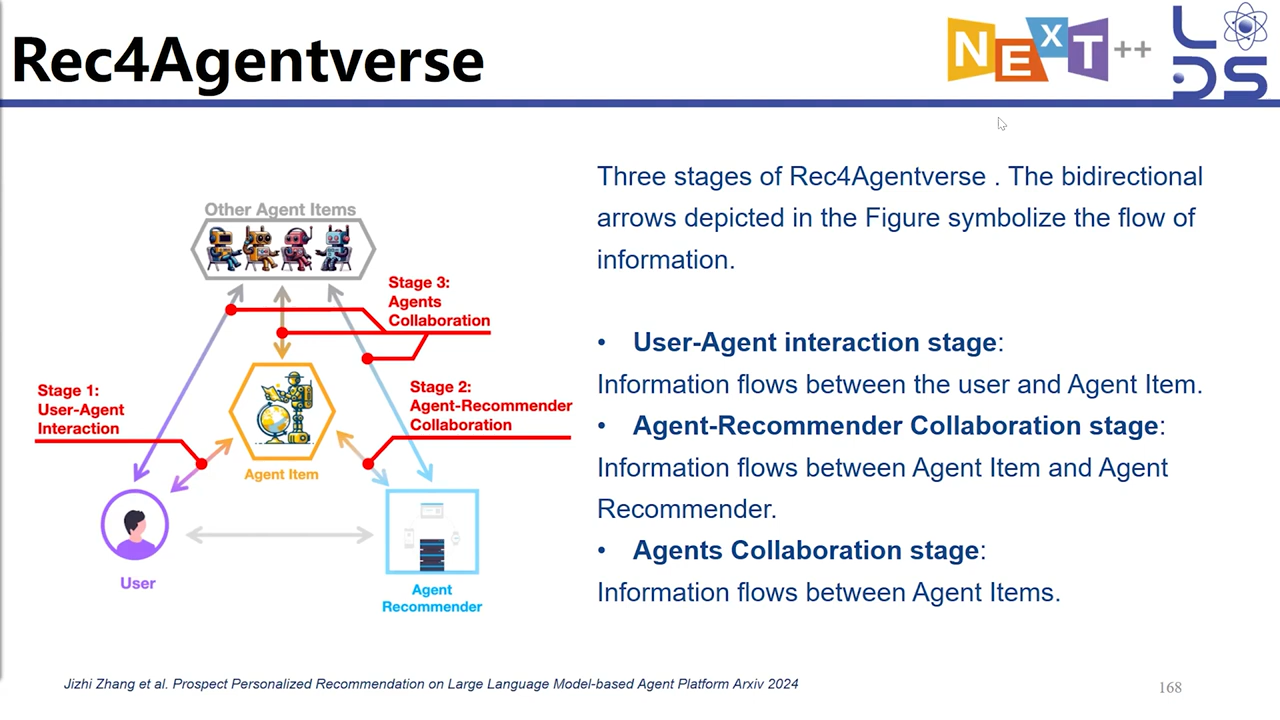 Rec4Agentverse
NExT++
LDS
Three stages of Rec4Agentverse . The bidirectional
arrows depicted in the Figure symbolize the flow of
information.
• User-Agent interaction stage:
Information flows between the user and Agent Item.
• Agent-Recommender Collaboration stage:
Information flows between Agent Item and Agent
Recommender.
• Agents Collaboration stage:
Information flows between Agent Items.
Other Agent Items
Stage 3:
Agents
Collaboration
Stage 1:
User-Agent
Interaction
Stage 2:
Agent-Recommender
Collaboration
Agent Item
User
Agent
Recommender
Jizhi Zhang et al. Prospect Personalized Recommendation on Large Language Model-based Agent Platform Arxiv 2024
168